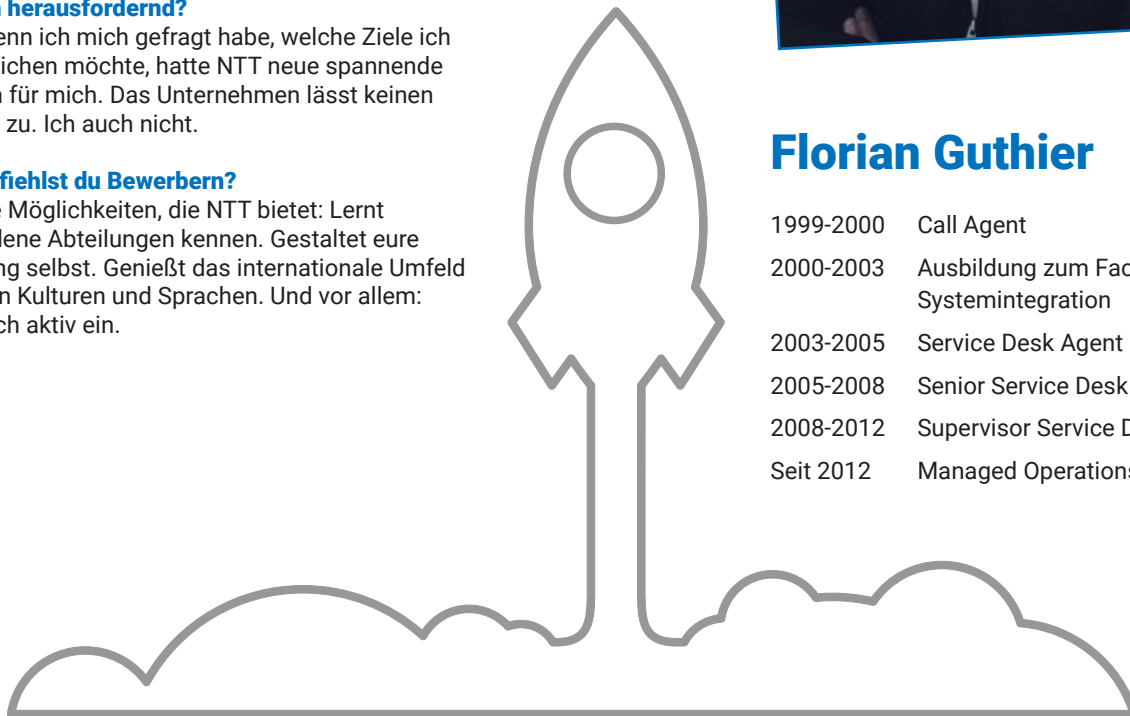 herausfordernd?
enn ich mich gefragt habe, welche Ziele ich
ichen möchte, hatte NTT neue spannende
für mich. Das Unternehmen lässt keinen
zu. Ich auch nicht.
fiehlst du Bewerbern?
e Möglichkeiten, die NTT bietet: Lernt
dene Abteilungen kennen. Gestaltet eure
ng selbst. Genießt das internationale Umfeld
n Kulturen und Sprachen. Und vor allem:
ch aktiv ein.
Florian Guthier
1999-2000 Call Agent
2000-2003 Ausbildung zum Fac
Systemintegration
2003-2005 Service Desk Agent
2005-2008 Senior Service Desk
2008-2012 Supervisor Service D
Seit 2012 Managed Operations